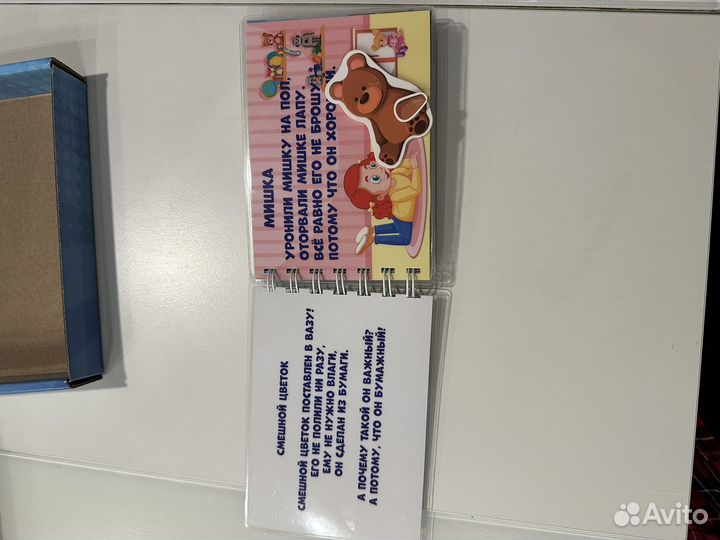 МИШКА
УРОНИЛИ МИШКУ НА ПОЛ,
ОТОРВАЛИ МИШКЕ ЛАПУ.
ВСЁ РАВНО ЕГО НЕ БРОШУ
ПОТОМУ ЧТО ОН
СМЕШНОЙ ЦВЕТОК
СМЕШНОЙ ЦВЕТОК ПОСТАВЛЕН В ВАЗУ!
ЕГО НЕ ПОЛИЛИ НИ РАЗУ,
ЕМУ НЕ НУЖНО ВЛАГИ,
ОН СДЕЛАН ИЗ БУМАГИ.
А ПОЧЕМУ ТАКОЙ ОН ВАЖНЫЙ?
А ПОТОМУ, ЧТО ОН БУМАЖНЫЙ!
Avito